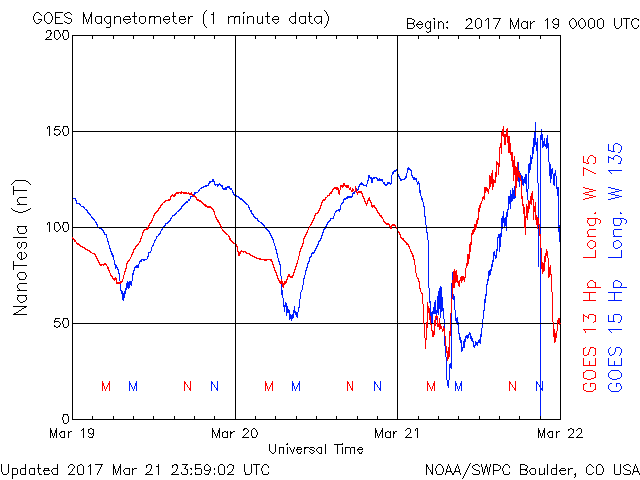 GOES Magnetometer (1 minute data)
Begin: 2017 Mar 19 0000 UTC
200
150
100
50
0
NanoTesla (nT)
M M N N M M N N M M N N
Mar 19 Mar 20 Mar 21 Mar 22
Universal Time
GOES 13 Hp Long. W 75
GOES 15 Hp Long. W 135
Updated 2017 Mar 21 23:59:02 UTC
NOAA/SWPC Boulder, CO USA